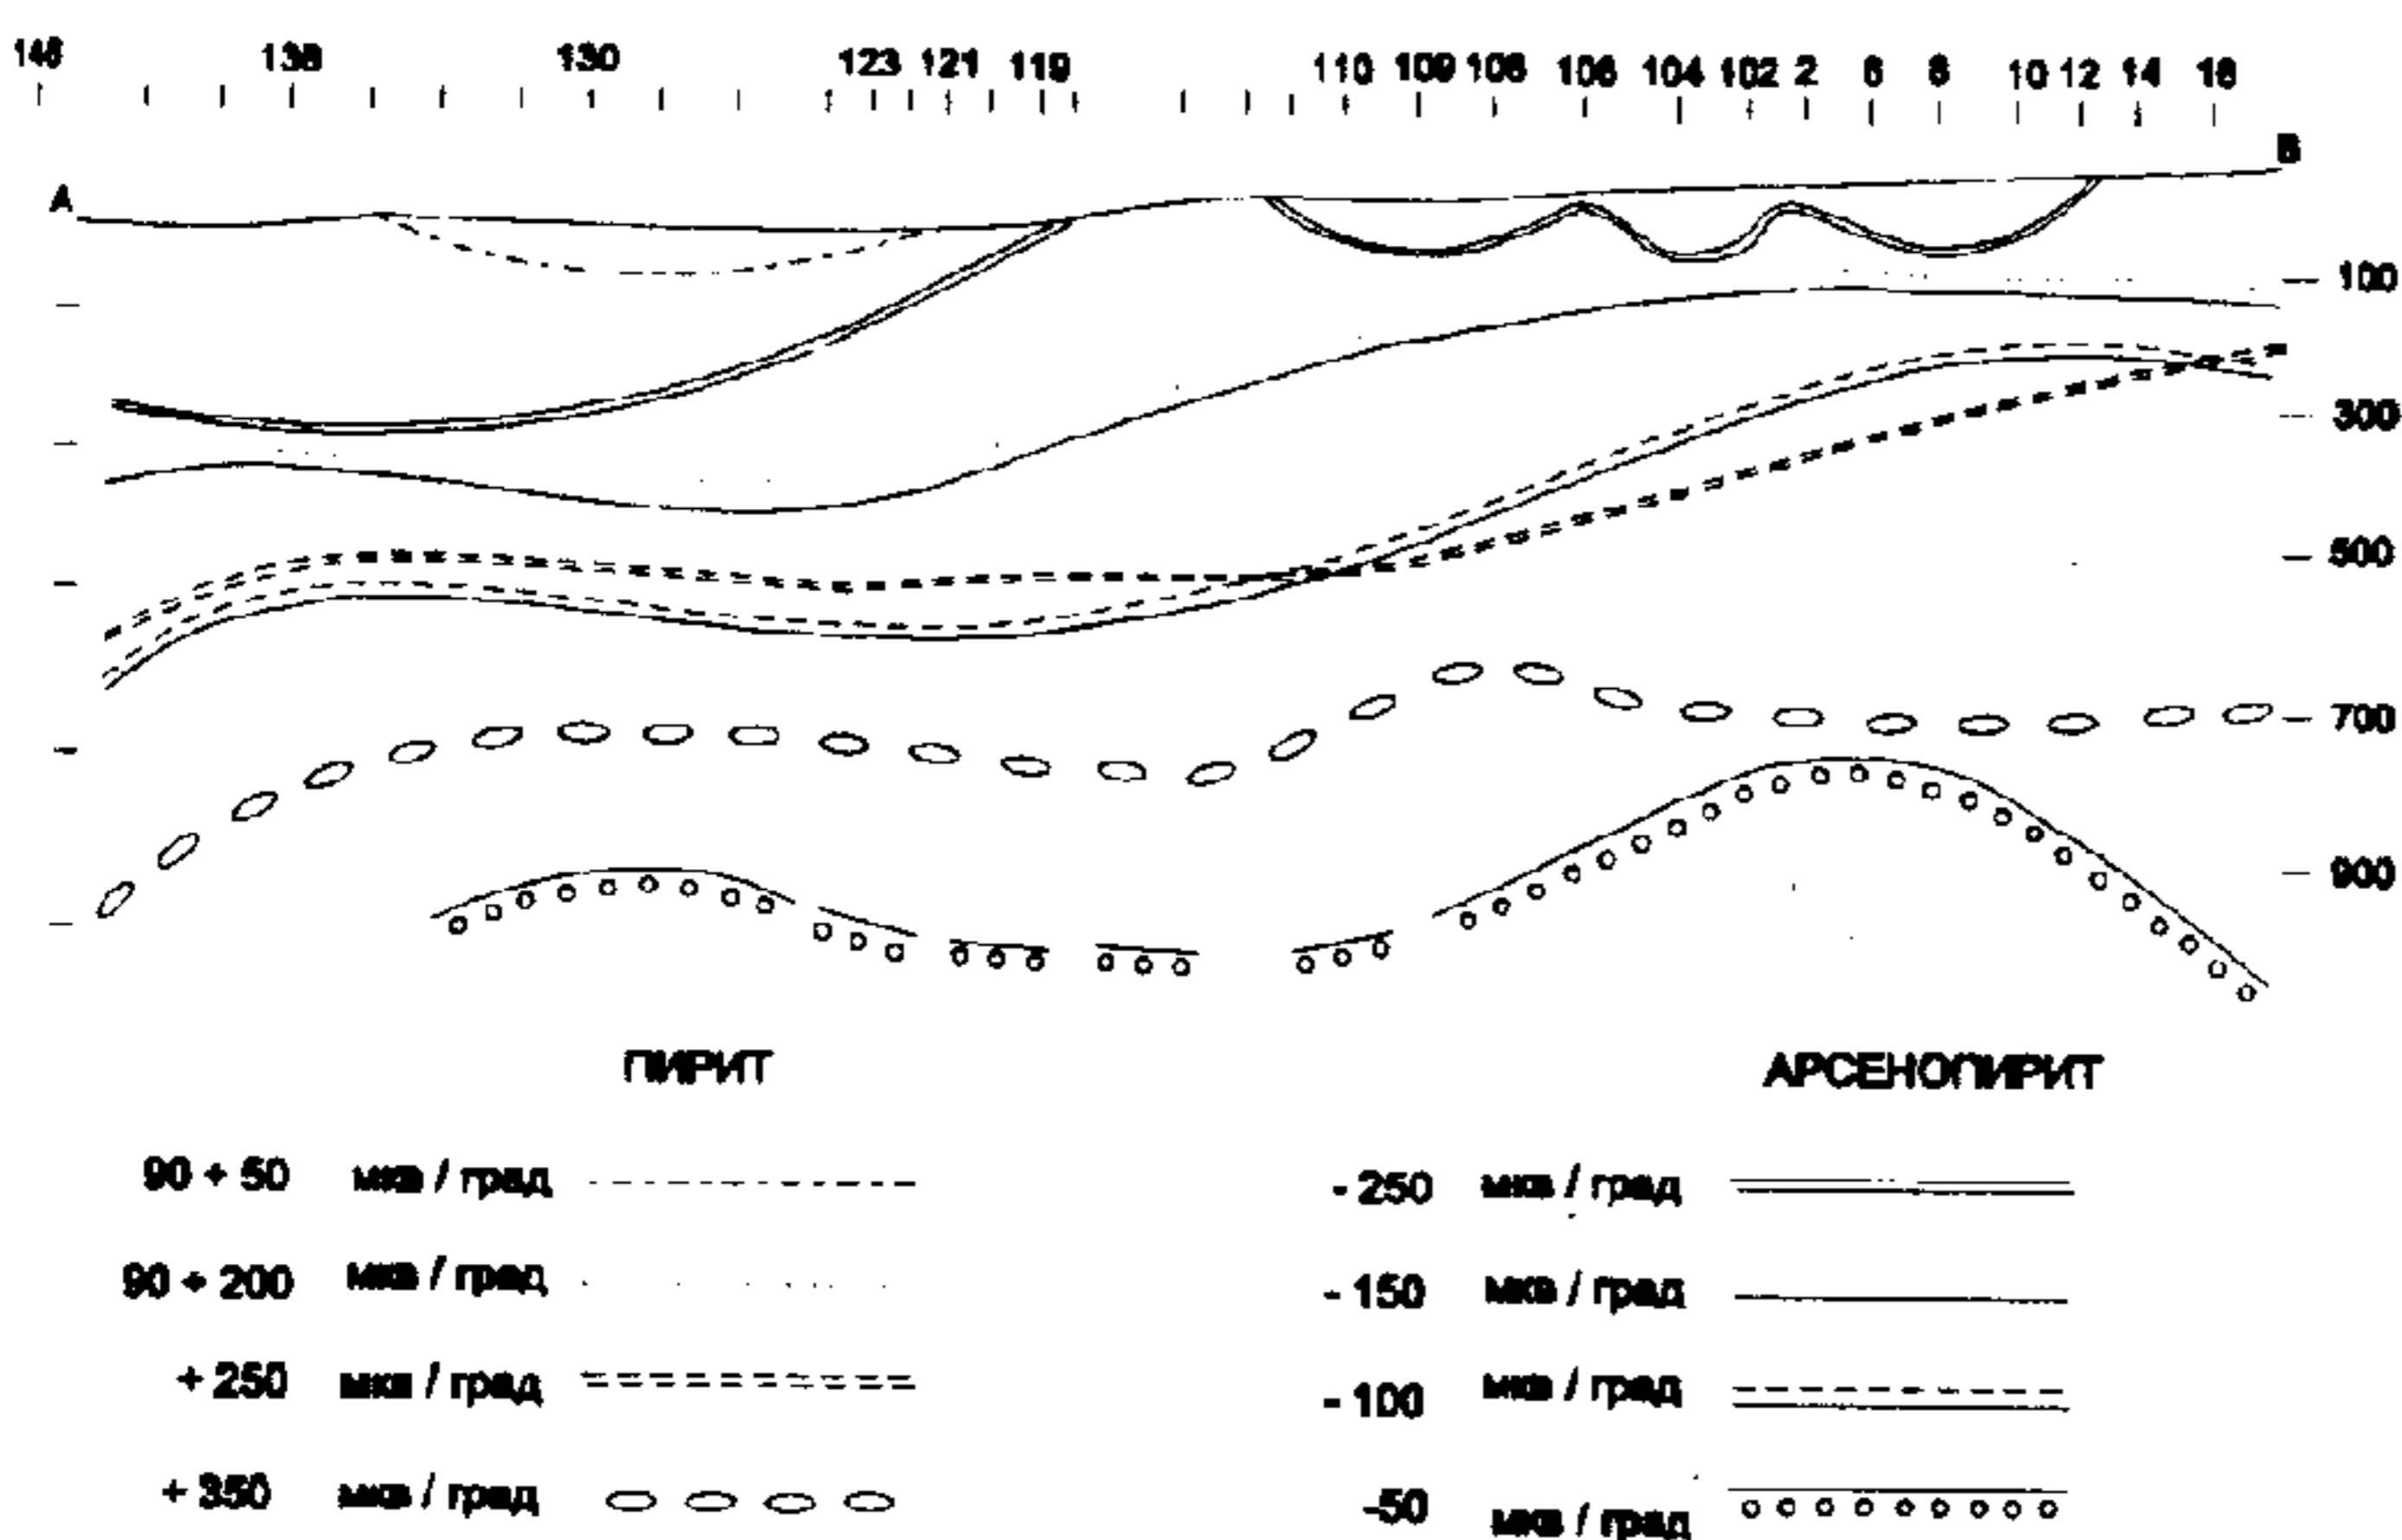 146 138 130 123 121 119 110 109 108 106 104 102 2 6 8 10 12 14 16
А В
100
300
500
700
900
ПИРИТ АРСЕНОПИРИТ
90 + 50 мкв / град - 250 мкв / град
90 + 200 мкв / град - 150 мкв / град
+ 250 мкв / град - 100 мкв / град
+ 350 мкв / град -50 мкв / град